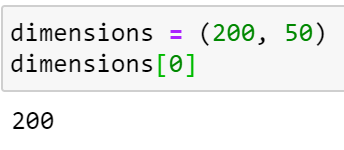 dimensions = (200, 50)
dimensions[0]
200